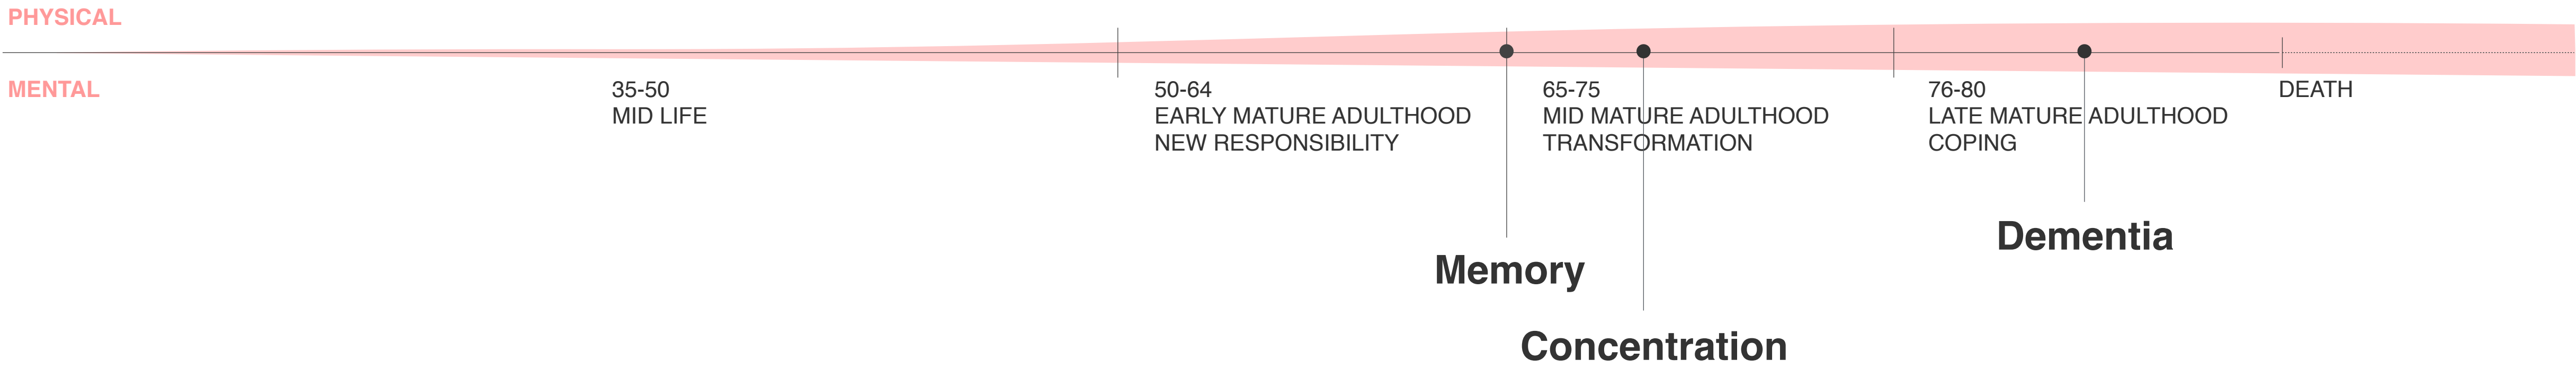 PHYSICAL
MENTAL
35-50
MID LIFE
50-64
EARLY MATURE ADULTHOOD
NEW RESPONSIBILITY
65-75
MID MATURE ADULTHOOD
TRANSFORMATION
76-80
LATE MATURE ADULTHOOD
COPING
DEATH
Memory
Concentration
Dementia